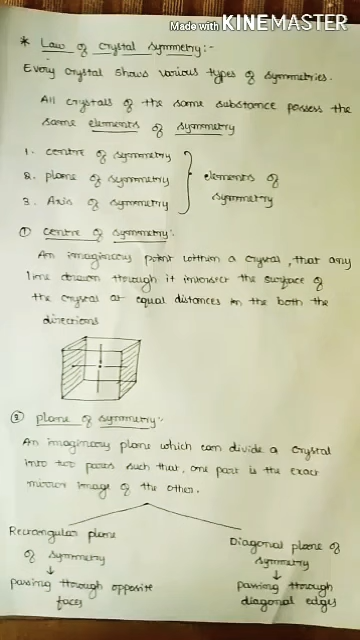 Made with KINEMASTER
* Law of crystal symmetry:-
Every crystal shows various types of symmetries.
All crystals of the same substance possess the
same elements of symmetry
1. centre of symmetry
2. plane of symmetry
3. Axis of symmetry
elements of
symmetry
① centre of symmetry:
An imaginary point within a crystal, that any
line drawn through it intersect the surface of
the crystal at equal distances in the both the
directions
② plane of symmetry:
An imaginary plane which can divide a crystal
into two parts such that, one part is the exact
mirror image of the other.
Rectangular plane
of symmetry
↓
passing through opposite
faces
Diagonal plane of
symmetry
↓
passing through
diagonal edges